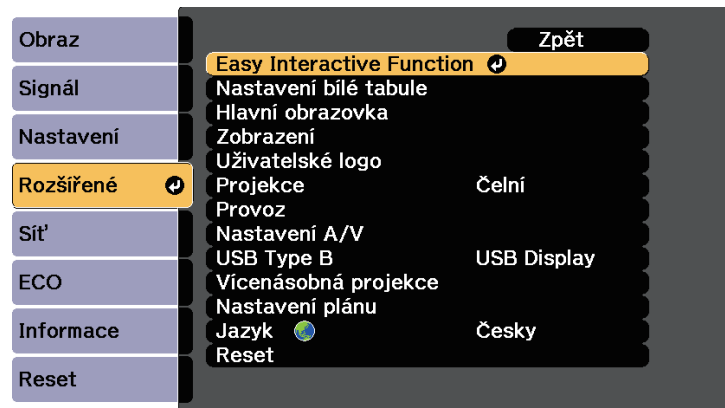 Obraz
Signál
Nastavení
Rozšířené
Síť
ECO
Informace
Reset
Zpět
Easy Interactive Function
Nastavení bílé tabule
Hlavní obrazovka
Zobrazení
Uživatelské logo
Projekce Čelní
Provoz
Nastavení A/V
USB Type B USB Display
Vícenásobná projekce
Nastavení plánu
Jazyk Česky
Reset